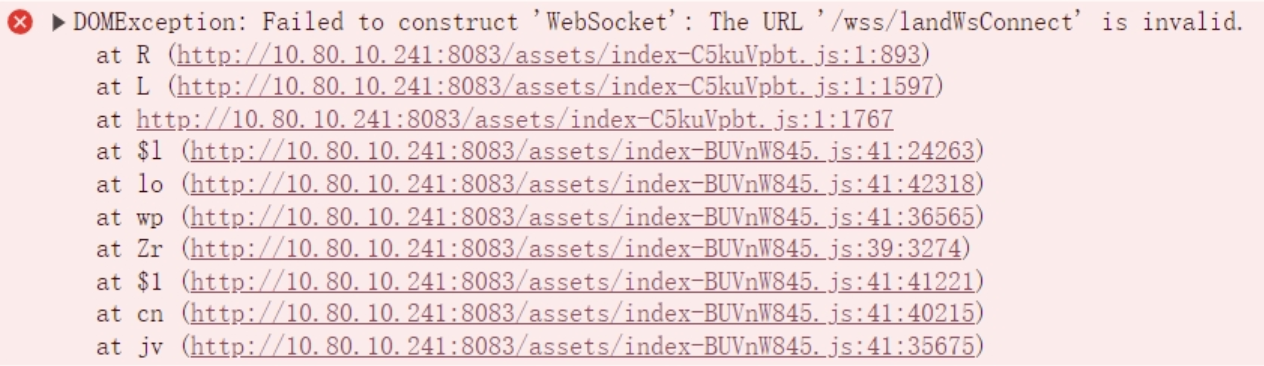 DOMException: Failed to construct 'WebSocket': The URL '/wss/landWsConnect' is invalid.
at R (http://10.80.10.241:8083/assets/index-C5kuVpbt.js:1:893)
at L (http://10.80.10.241:8083/assets/index-C5kuVpbt.js:1:1597)
at http://10.80.10.241:8083/assets/index-C5kuVpbt.js:1:1767
at $l (http://10.80.10.241:8083/assets/index-BUVnW845.js:41:24263)
at lo (http://10.80.10.241:8083/assets/index-BUVnW845.js:41:42318)
at wp (http://10.80.10.241:8083/assets/index-BUVnW845.js:41:36565)
at Zr (http://10.80.10.241:8083/assets/index-BUVnW845.js:39:3274)
at $l (http://10.80.10.241:8083/assets/index-BUVnW845.js:41:41221)
at cn (http://10.80.10.241:8083/assets/index-BUVnW845.js:41:40215)
at jv (http://10.80.10.241:8083/assets/index-BUVnW845.js:41:35675)